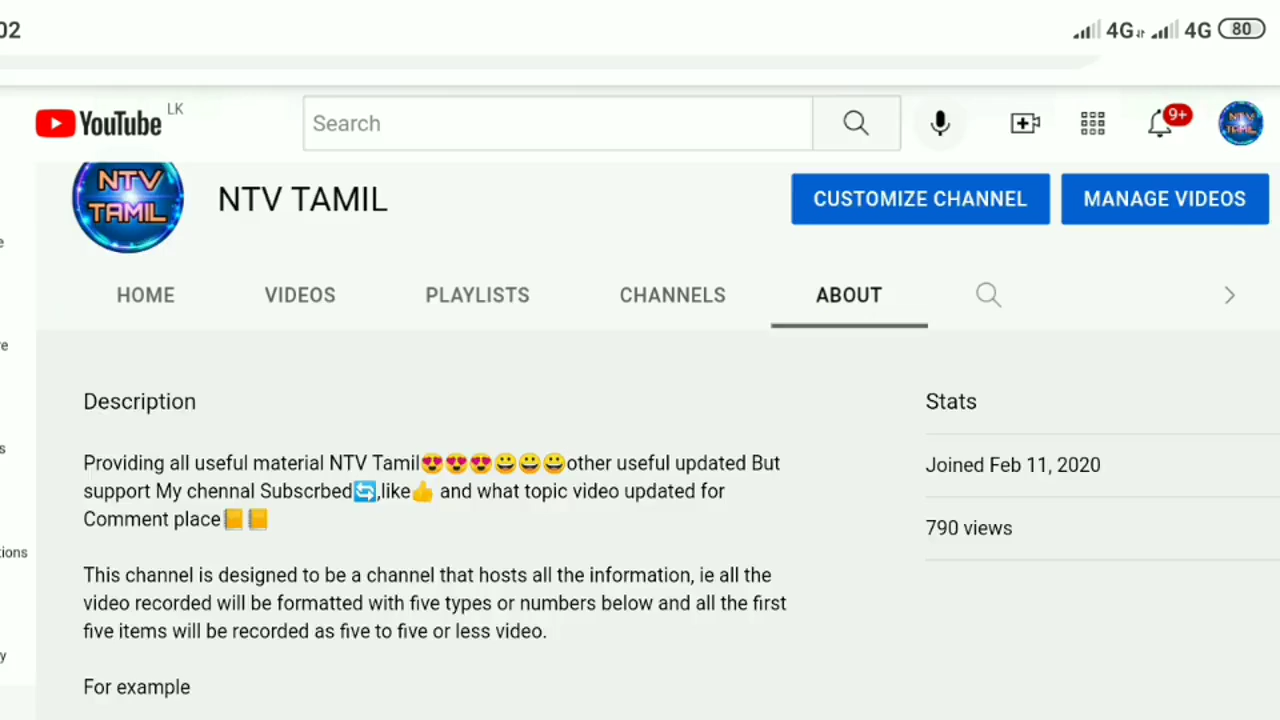 02
4G 4G 80
YouTube LK
Search
9+
NTV TAMIL
NTV
TAMIL
NTV TAMIL
CUSTOMIZE CHANNEL
MANAGE VIDEOS
HOME VIDEOS PLAYLISTS CHANNELS ABOUT
Description
Providing all useful material NTV Tamil😍😍😍😀😀😀other useful updated But
support My chennal Subscrbed🔄,like👍 and what topic video updated for
Comment place📒📒
This channel is designed to be a channel that hosts all the information, ie all the
video recorded will be formatted with five types or numbers below and all the first
five items will be recorded as five to five or less video.
For example
Stats
Joined Feb 11, 2020
790 views
e
re
s
tions
y